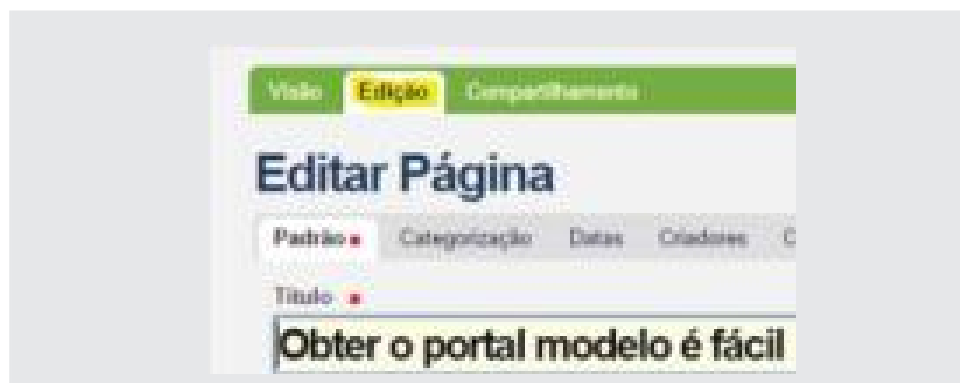 Visão Edição Compartilhamento
Editar Página
Padrão Categorização Datas Criadores C
Título
Obter o portal modelo é fácil